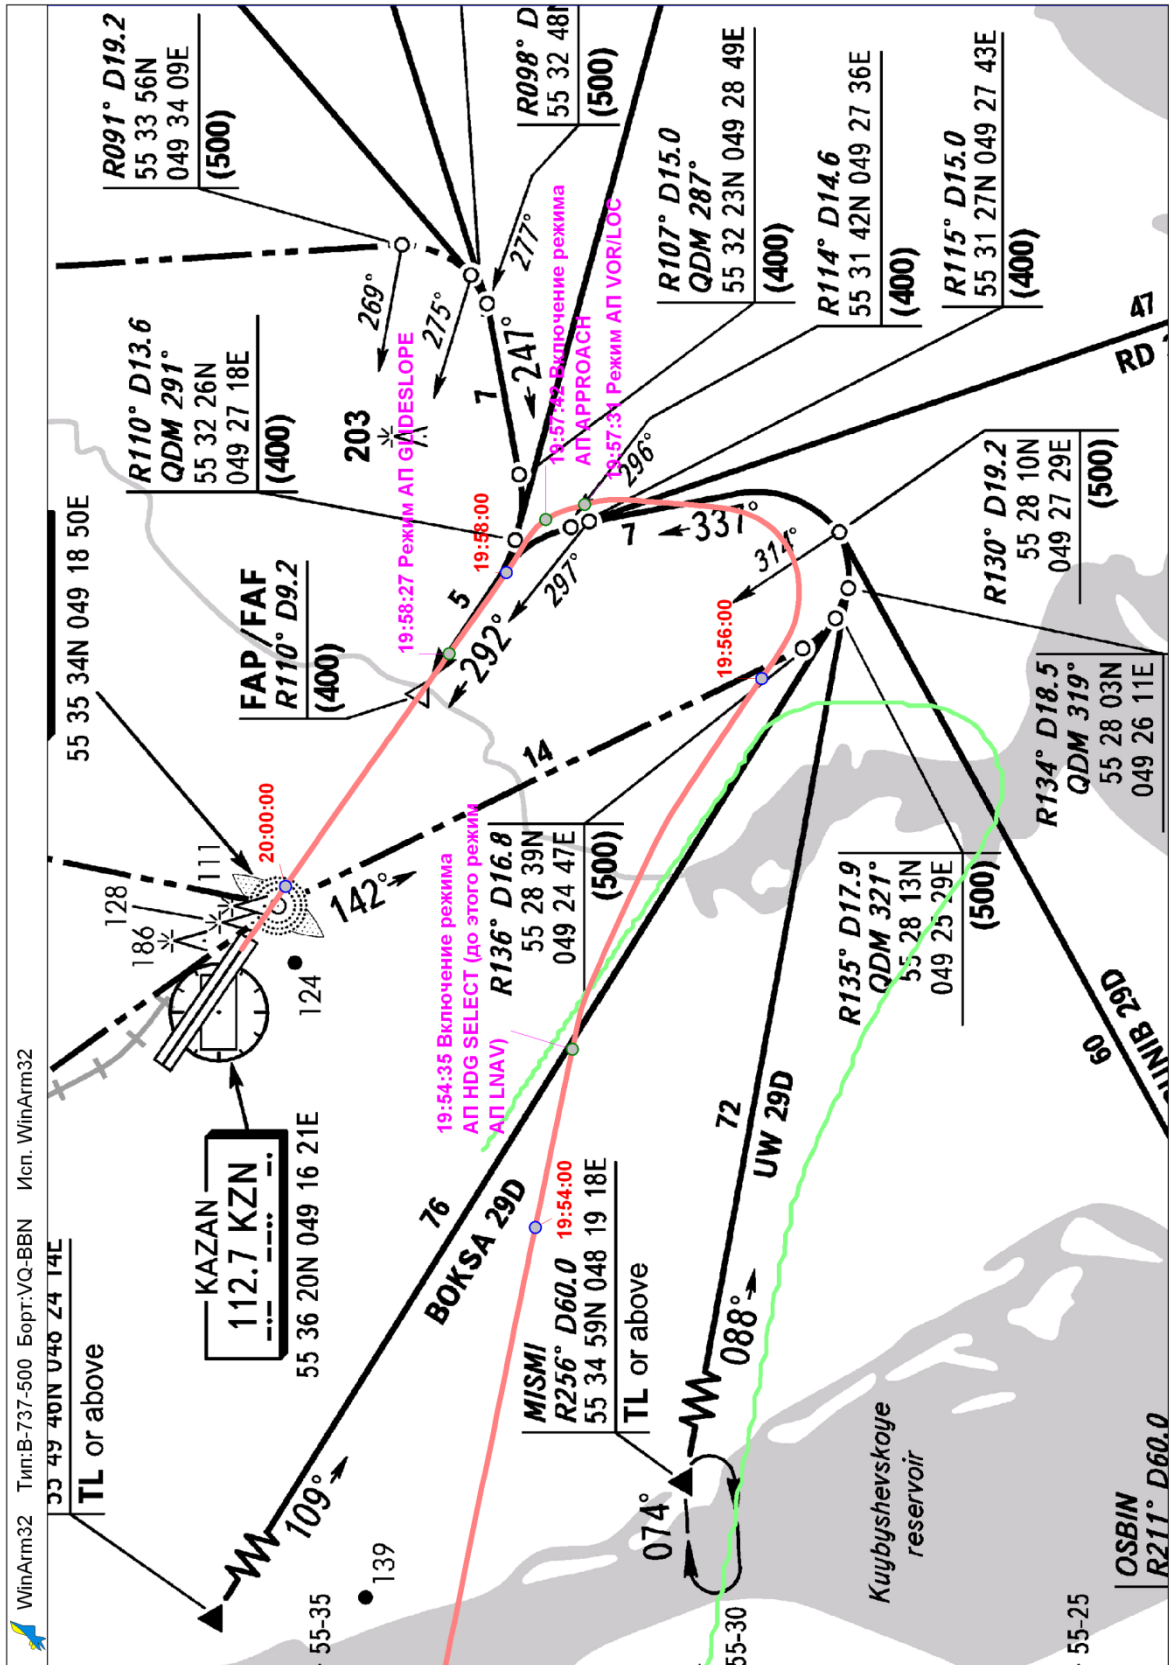 WinArm32 Тип:В-737-500 Борт:VQ-BBN Исп. WinArm32
TL or above
109°
139
55-35
KAZAN
112.7 KZN
55 36 20N 049 16 21E
186
128
111
124
20:00:00
142°
55 35 34N 049 18 50E
R091° D19.2
55 33 56N
049 34 09E
(500)
R098° D
55 32 48N
(500)
R110° D13.6
QDM 291°
55 32 26N
049 27 18E
(400)
203
269°
275°
277°
7
247°
FAP/FAF
R110° D9.2
(400)
19:58:27 Режим АП GLIDESLOPE
19:58:00
5
292°
19:57:42 Включение режима
АП APPROACH
19:57:31 Режим АП VOR/LOC
296°
297°
7
337°
314°
R107° D15.0
QDM 287°
55 32 23N 049 28 49E
(400)
R114° D14.6
55 31 42N 049 27 36E
(400)
R115° D15.0
55 31 27N 049 27 43E
(400)
47
RD
R130° D19.2
55 28 10N
049 27 29E
(500)
R134° D18.5
QDM 319°
55 28 03N
049 26 11E
19:56:00
14
R136° D16.8
55 28 39N
049 24 47E
(500)
19:54:35 Включение режима
АП HDG SELECT (до этого режим
АП LNAV)
R135° D17.9
QDM 321°
55 28 13N
049 25 29E
(500)
60
UNIB 29D
72
UW 29D
76
BOKSA 29D
19:54:00
MISMI
R256° D60.0
55 34 59N 048 19 18E
TL or above
088°
074°
55-30
Kuybyshevskoye
reservoir
55-25
OSBIN
R211° D60.0